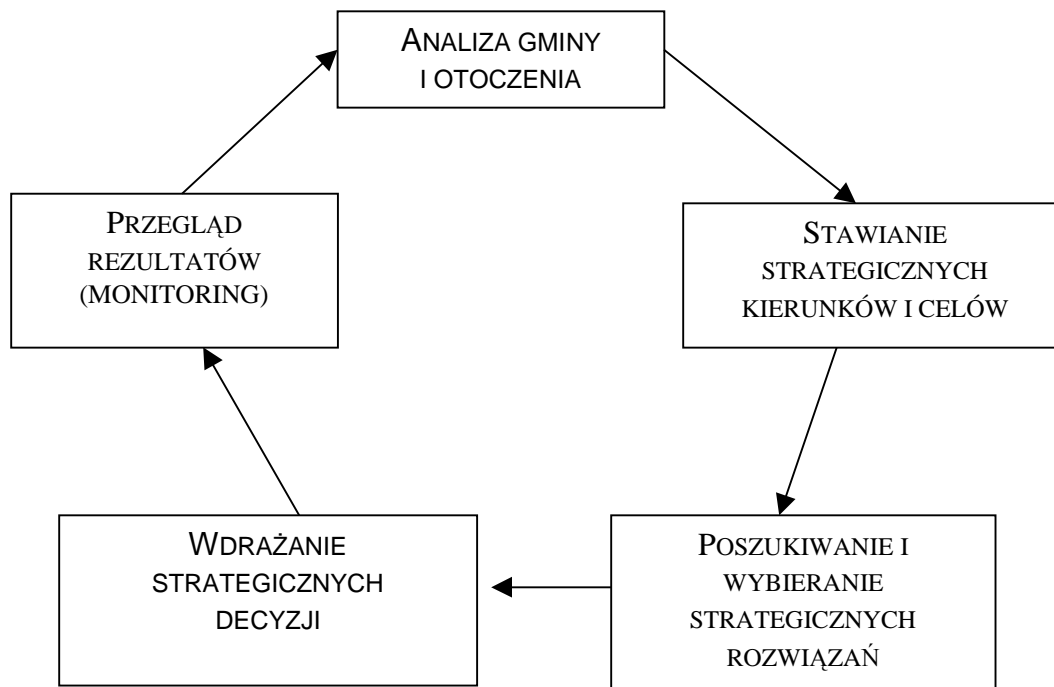 ANALIZA GMINY
I OTOCZENIA
STAWIANIE
STRATEGICZNYCH
KIERUNKÓW I CELÓW
POSZUKIWANIE I
WYBIERANIE
STRATEGICZNYCH
ROZWIĄZAŃ
WDRAŻANIE
STRATEGICZNYCH
DECYZJI
PRZEGLĄD
REZULTATÓW
(MONITORING)